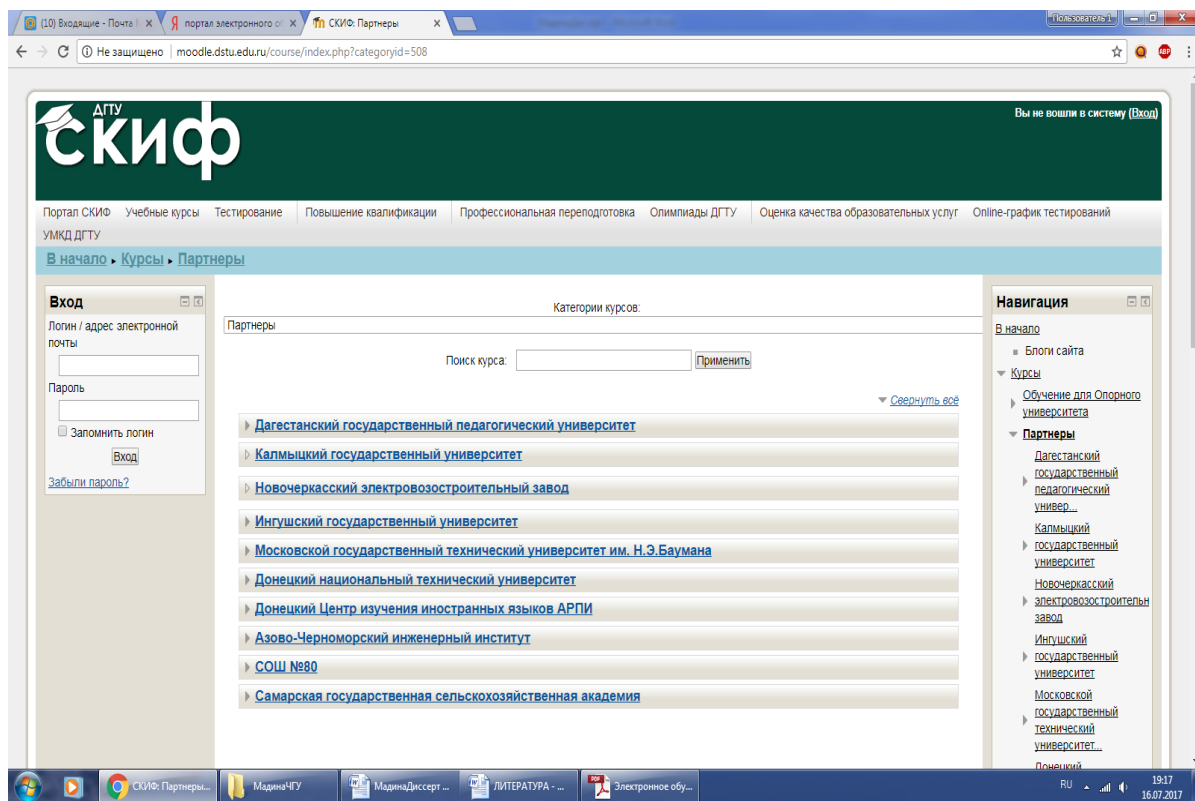 (10) Входящие - Почта
портал электронного об
СКИФ: Партнеры
Пользователь 1
Не защищено | moodle.dstu.edu.ru/course/index.php?categoryid=508
ABP
ДГТУ
скиф
Вы не вошли в систему (Вход)
Портал СКИФ Учебные курсы Тестирование Повышение квалификации Профессиональная переподготовка Олимпиады ДГТУ Оценка качества образовательных услуг Online-график тестирований
УМКД ДГТУ
В начало ▸ Курсы ▸ Партнеры
Вход
Логин / адрес электронной
почты
Пароль
Запомнить логин
Вход
Забыли пароль?
Категории курсов:
Партнеры
Поиск курса:
Применить
Свернуть всё
Дагестанский государственный педагогический университет
Калмыцкий государственный университет
Новочеркасский электровозостроительный завод
Ингушский государственный университет
Московской государственный технический университет им. Н.Э.Баумана
Донецкий национальный технический университет
Донецкий Центр изучения иностранных языков АРПИ
Азово-Черноморский инженерный институт
СОШ №80
Самарская государственная сельскохозяйственная академия
Навигация
В начало
Блоги сайта
Курсы
Обучение для Опорного
университета
Партнеры
Дагестанский
государственный
педагогический
универ...
Калмыцкий
государственный
университет
Новочеркасский
электровозостроительн
завод
Ингушский
государственный
университет
Московской
государственный
технический
университет...
Донецкий
СКИФ: Партнеры...
МадинаЧГУ
МадинаДиссерт ...
ЛИТЕРАТУРА - ...
PDF
Электронное обу...
RU
19:17
16.07.2017